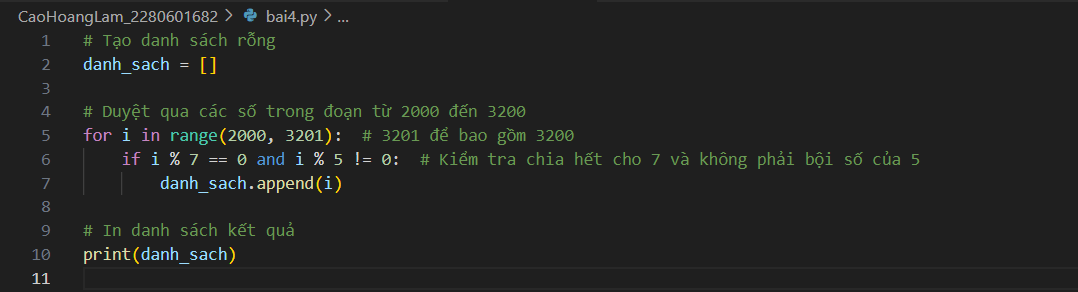 CaoHoangLam_2280601682 > bai4.py > ...
1 # Tạo danh sách rỗng
2 danh_sach = []
3
4 # Duyệt qua các số trong đoạn từ 2000 đến 3200
5 for i in range(2000, 3201):  # 3201 để bao gồm 3200
6     if i % 7 == 0 and i % 5 != 0:  # Kiểm tra chia hết cho 7 và không phải bội số của 5
7         danh_sach.append(i)
8
9 # In danh sách kết quả
10 print(danh_sach)
11